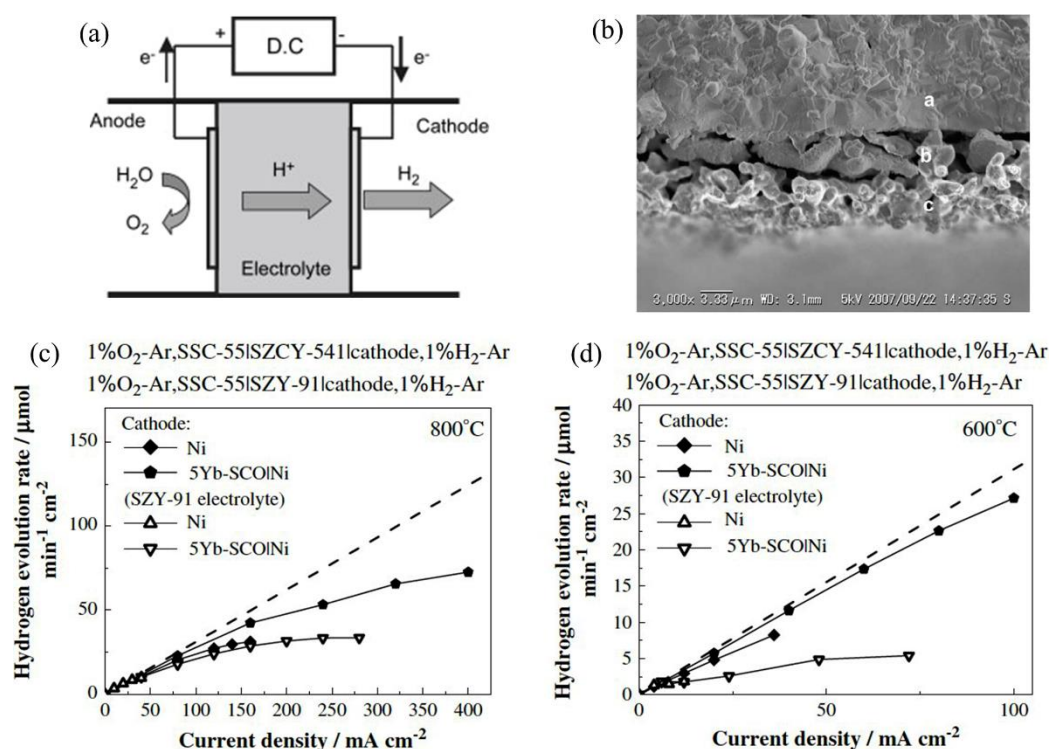 (a)
+ D.C -
e⁻ e⁻
Anode Cathode
H₂O H⁺ H₂
O₂
Electrolyte
(b)
a
b
c
3,000x 3.33μm WD: 3.1mm 5kV 2007/09/22 14:37:35 S
(c)
1%O₂-Ar,SSC-55|SZCY-541|cathode,1%H₂-Ar
1%O₂-Ar,SSC-55|SZY-91|cathode,1%H₂-Ar
Hydrogen evolution rate / μmol
min⁻¹ cm⁻²
150
100
50
0
Cathode: 800°C
Ni
5Yb-SCO|Ni
(SZY-91 electrolyte)
Ni
5Yb-SCO|Ni
0 50 100 150 200 250 300 350 400
Current density / mA cm⁻²
(d)
1%O₂-Ar,SSC-55|SZCY-541|cathode,1%H₂-Ar
1%O₂-Ar,SSC-55|SZY-91|cathode,1%H₂-Ar
Hydrogen evolution rate / μmol
min⁻¹ cm⁻²
40
35
30
25
20
15
10
5
0
Cathode: 600°C
Ni
5Yb-SCO|Ni
(SZY-91 electrolyte)
Ni
5Yb-SCO|Ni
0 50 100
Current density / mA cm⁻²